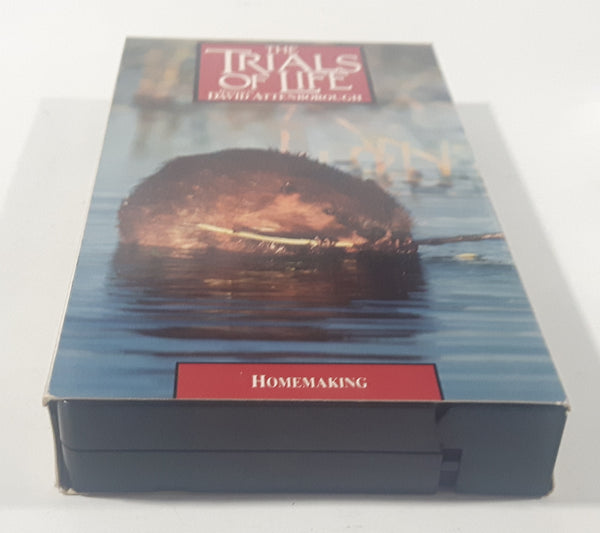 THE
TRIALS
OF LIFE
DAVID ATTENBOROUGH
HOMEMAKING